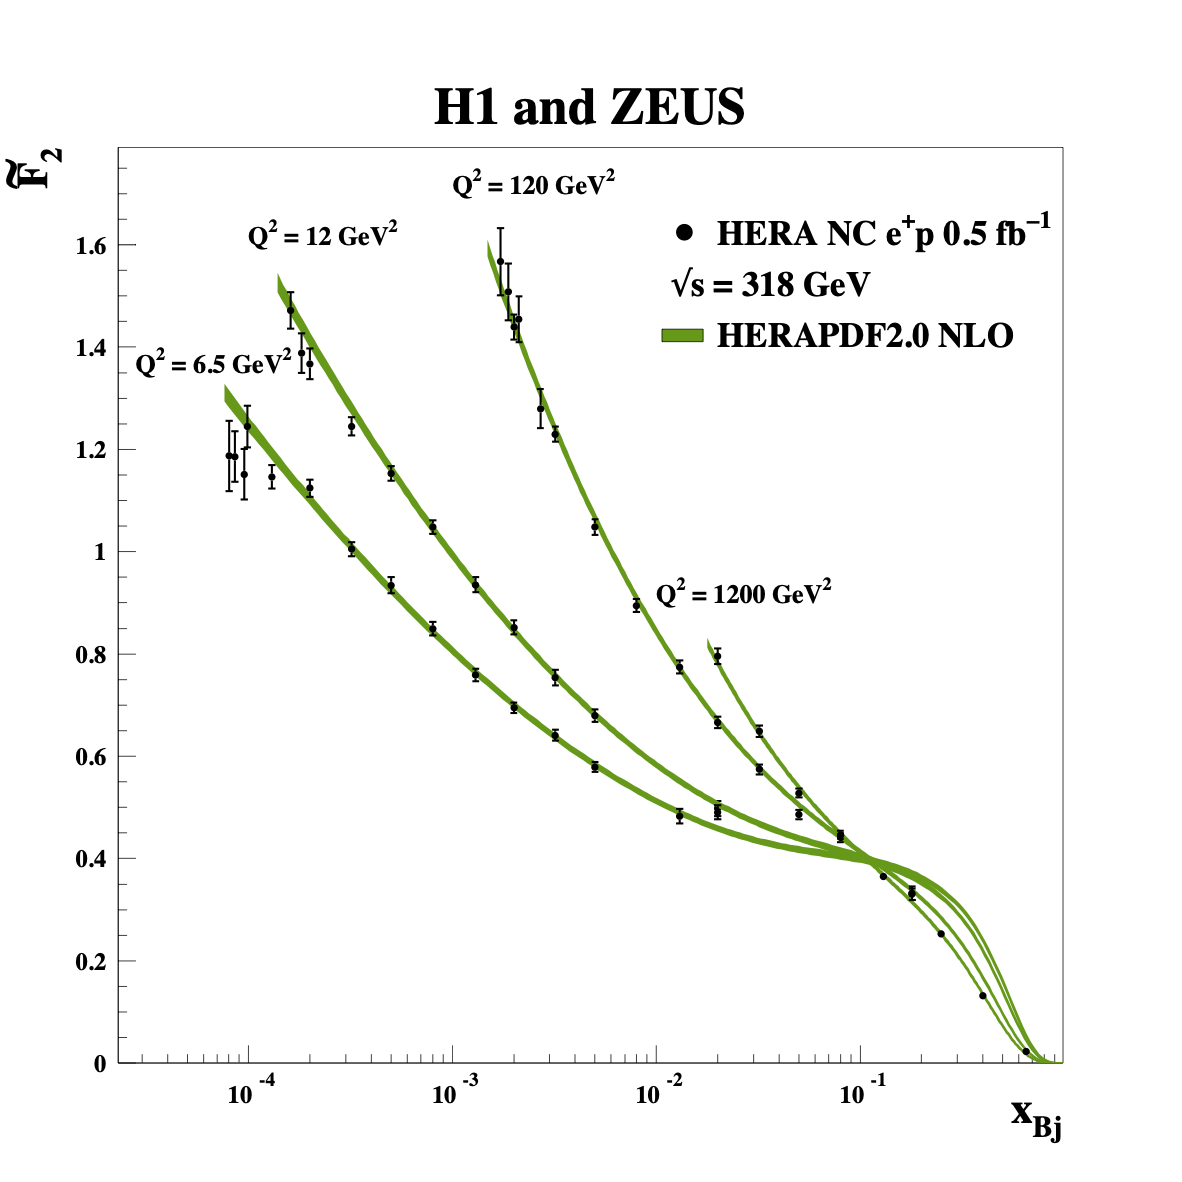 H1 and ZEUS
F̃₂
Q² = 120 GeV²
Q² = 12 GeV²
Q² = 6.5 GeV²
Q² = 1200 GeV²
HERA NC e⁺p 0.5 fb⁻¹
√s = 318 GeV
HERAPDF2.0 NLO
1.6
1.4
1.2
1
0.8
0.6
0.4
0.2
0
10⁻⁴ 10⁻³ 10⁻² 10⁻¹
x_Bj